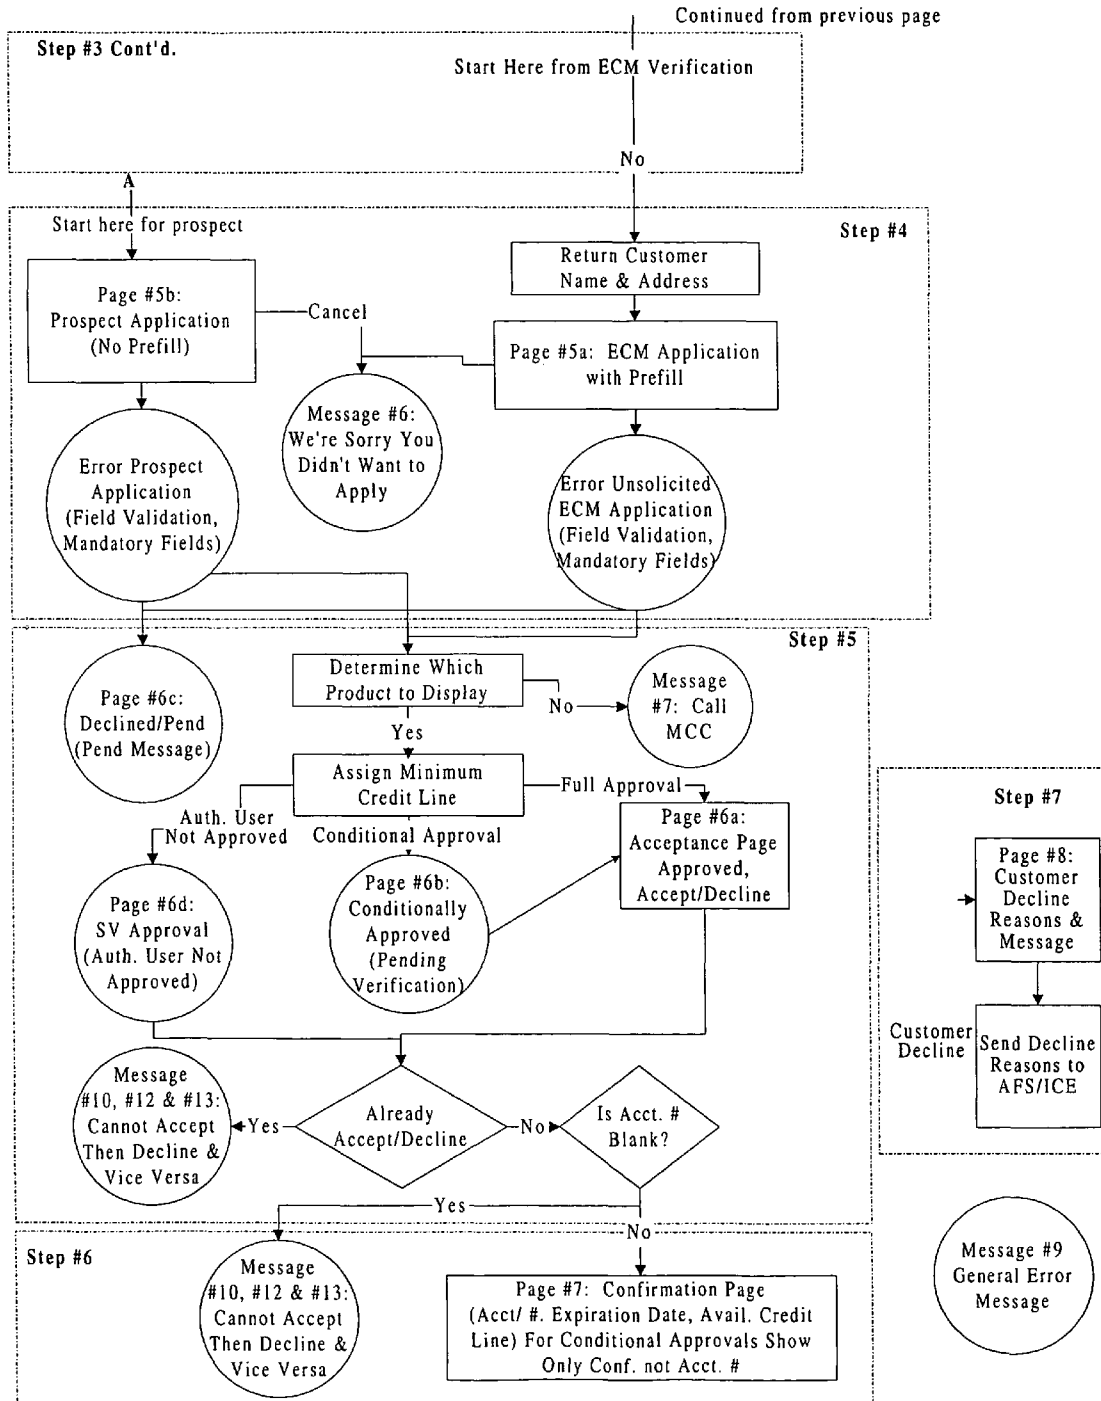 Continued from previous page
Step #3 Cont'd.
Start Here from ECM Verification
No
A
Start here for prospect
Step #4
Return Customer
Name & Address
Page #5b:
Prospect Application
(No Prefill)
Cancel
Page #5a: ECM Application
with Prefill
Message #6:
We're Sorry You
Didn't Want to
Apply
Error Prospect
Application
(Field Validation,
Mandatory Fields)
Error Unsolicited
ECM Application
(Field Validation,
Mandatory Fields)
Step #5
Determine Which
Product to Display
No
Message
#7: Call
MCC
Page #6c:
Declined/Pend
(Pend Message)
Yes
Assign Minimum
Credit Line
Full Approval
Auth. User
Not Approved
Conditional Approval
Page #6a:
Acceptance Page
Approved,
Accept/Decline
Page #6d:
SV Approval
(Auth. User Not
Approved)
Page #6b:
Conditionally
Approved
(Pending
Verification)
Step #7
Page #8:
Customer
Decline
Reasons &
Message
Customer
Decline
Send Decline
Reasons to
AFS/ICE
Message
#10, #12 & #13:
Cannot Accept
Then Decline &
Vice Versa
Yes
Already
Accept/Decline
No
Is Acct. #
Blank?
Yes
No
Step #6
Message
#10, #12 & #13:
Cannot Accept
Then Decline &
Vice Versa
Page #7: Confirmation Page
(Acct/ #. Expiration Date, Avail. Credit
Line) For Conditional Approvals Show
Only Conf. not Acct. #
Message #9
General Error
Message